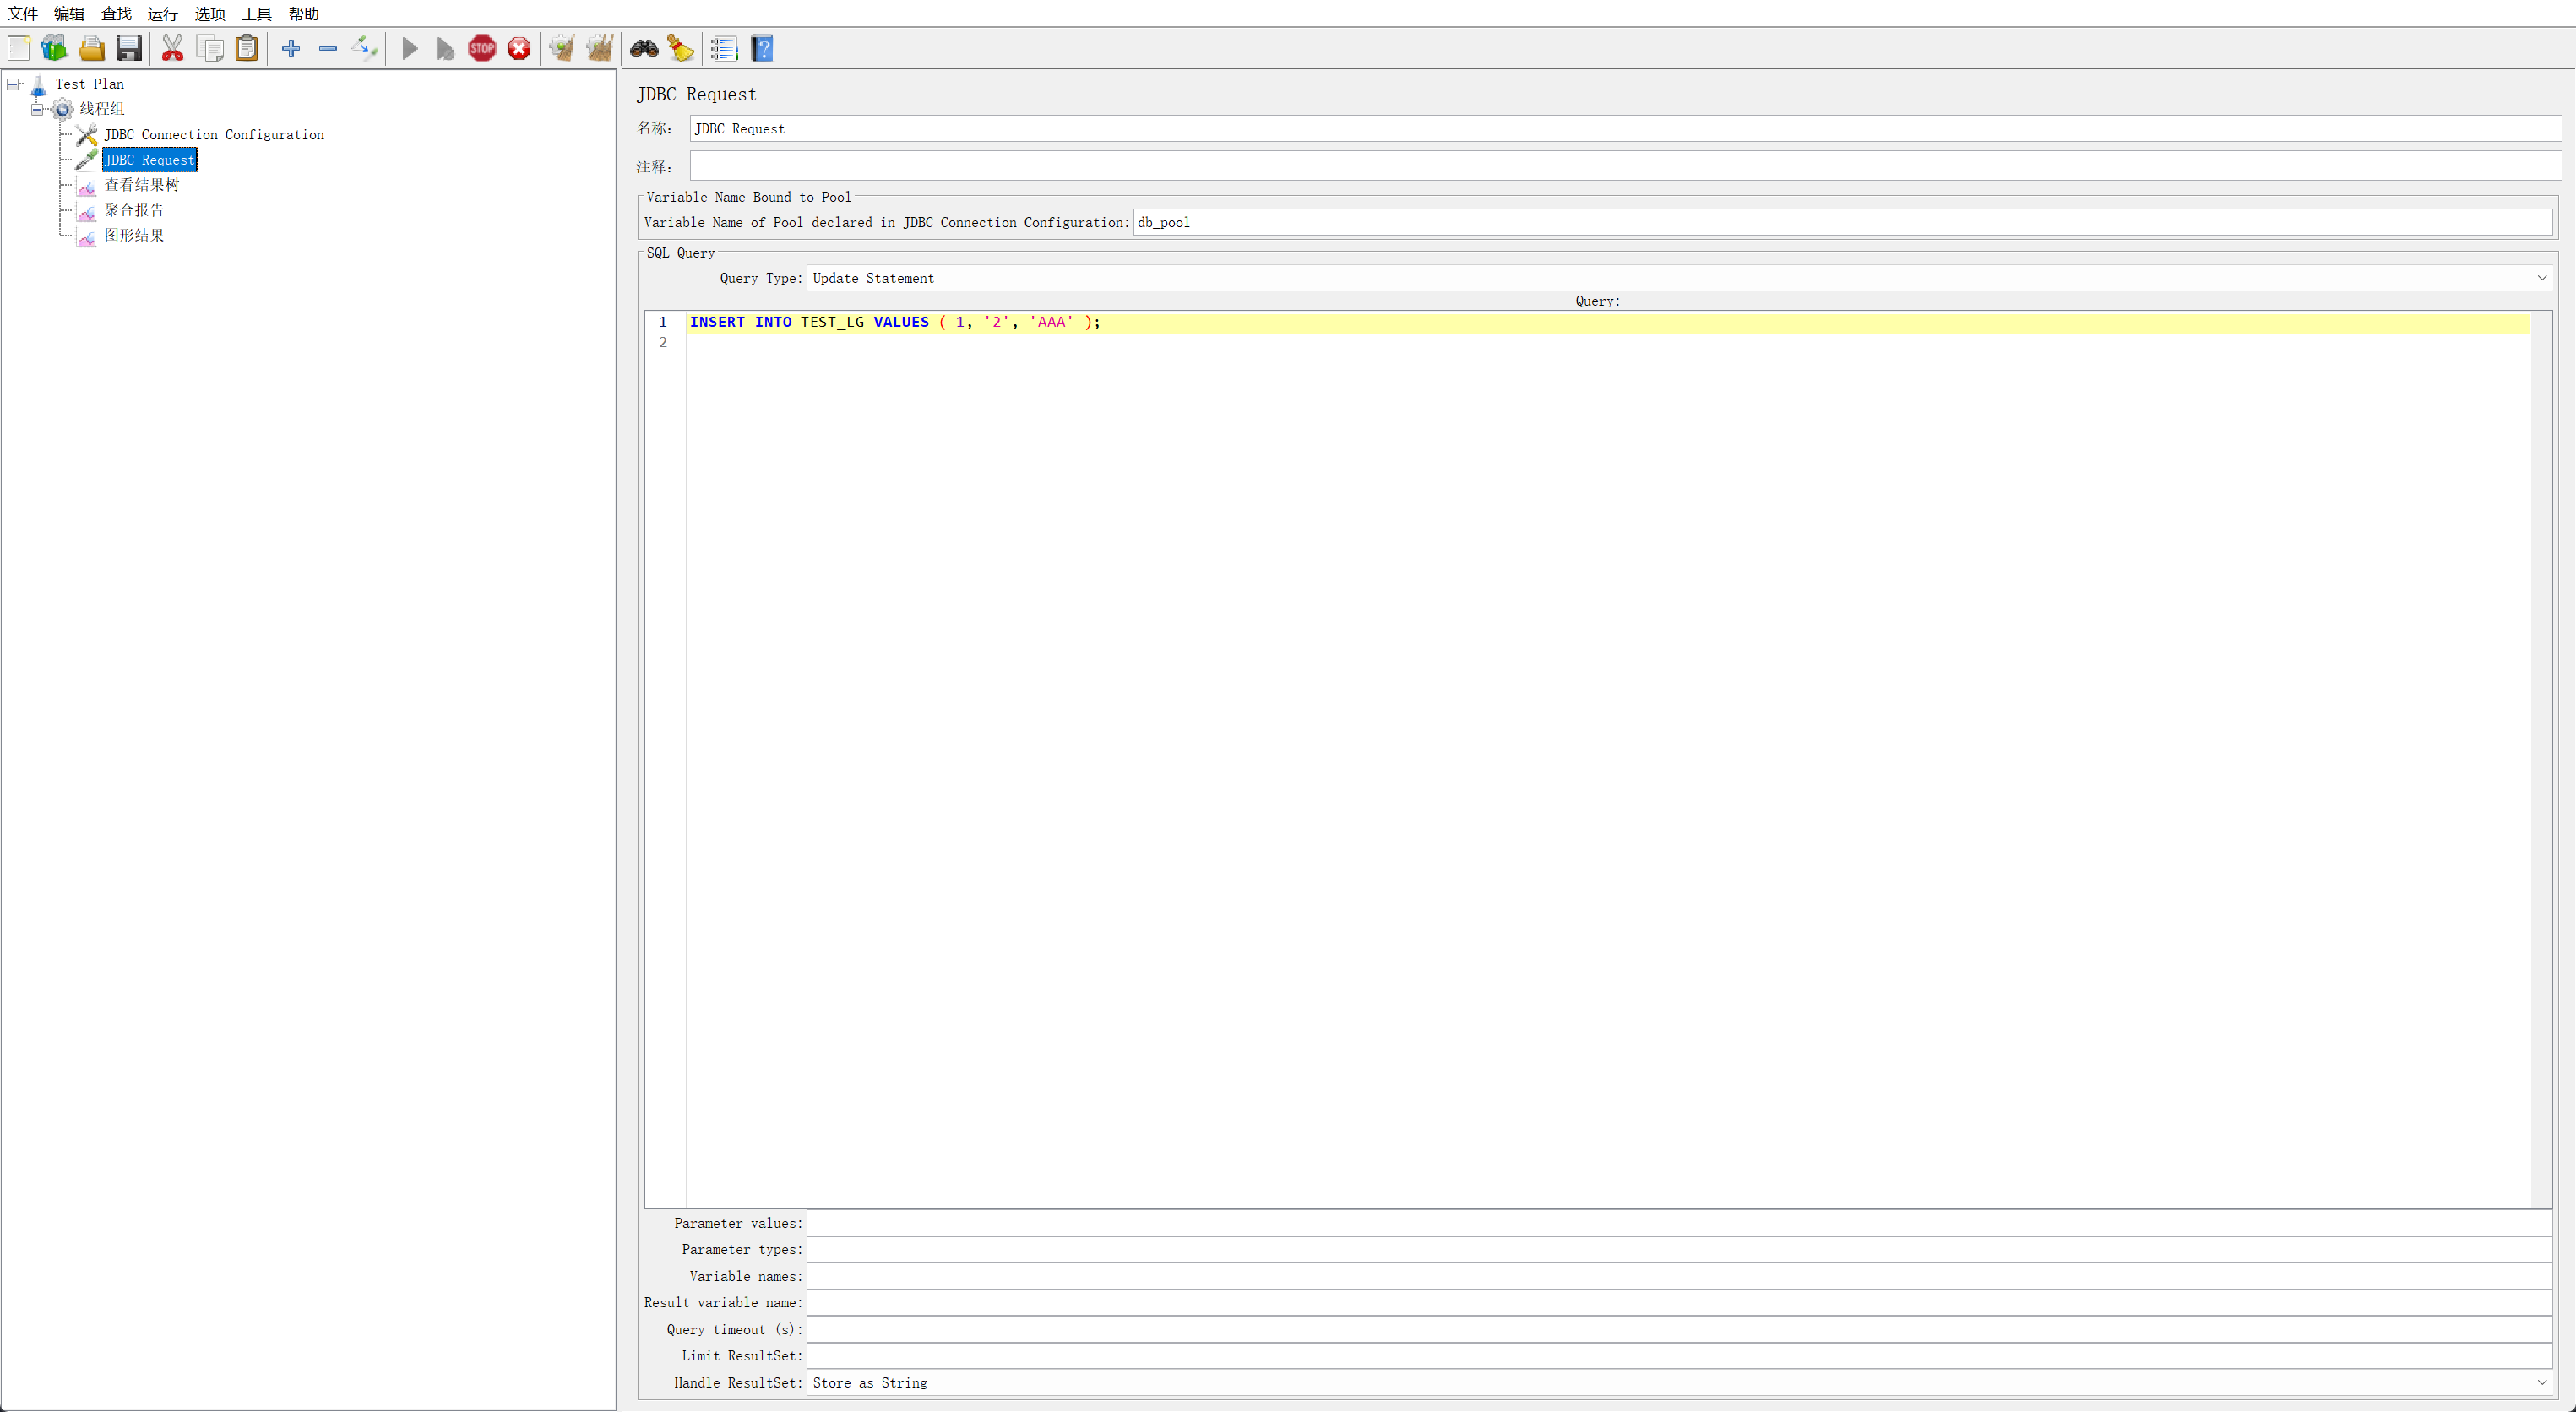 文件 编辑 查找 运行 选项 工具 帮助
STOP
Test Plan
线程组
JDBC Connection Configuration
JDBC Request
查看结果树
聚合报告
图形结果
JDBC Request
名称: JDBC Request
注释:
Variable Name Bound to Pool
Variable Name of Pool declared in JDBC Connection Configuration: db_pool
SQL Query
Query Type: Update Statement
Query:
1 INSERT INTO TEST_LG VALUES ( 1, '2', 'AAA' );
2
Parameter values:
Parameter types:
Variable names:
Result variable name:
Query timeout (s):
Limit ResultSet:
Handle ResultSet: Store as String